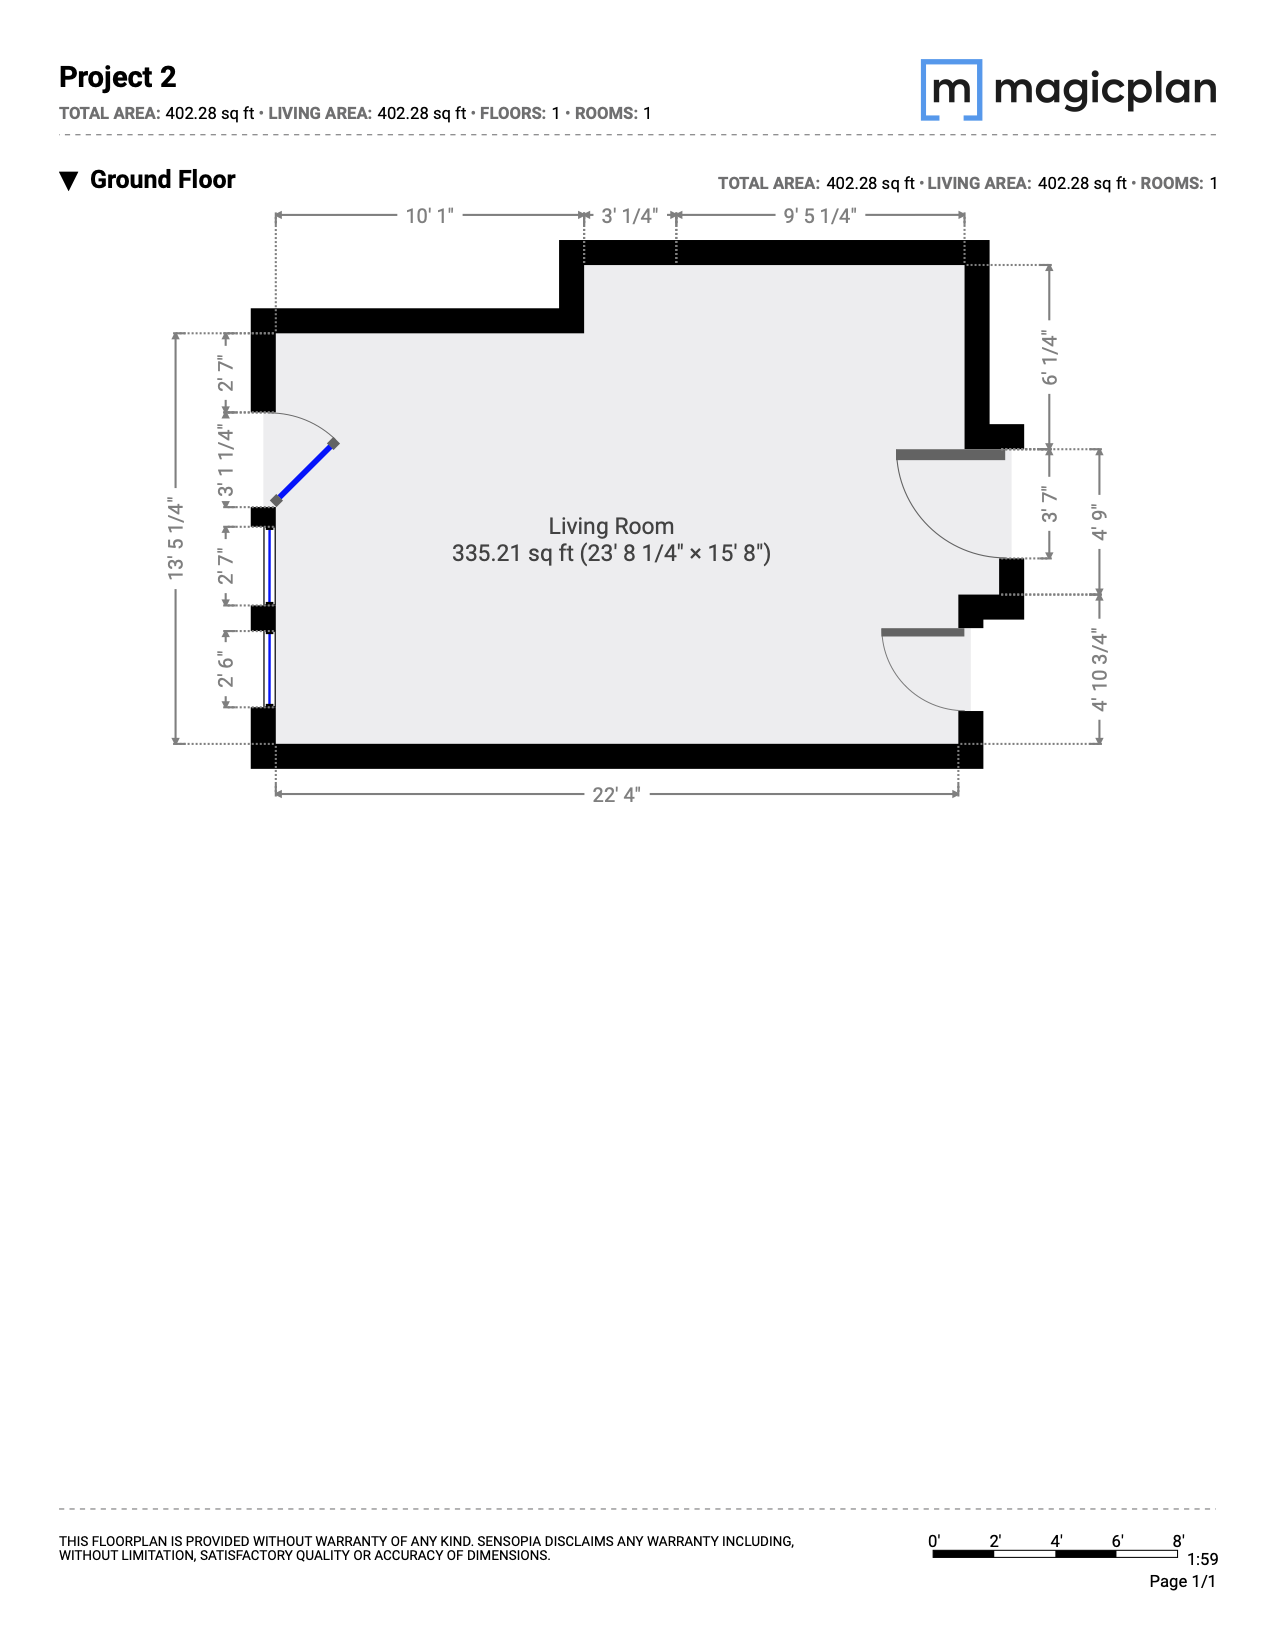 Project 2
m magicplan
TOTAL AREA: 402.28 sq ft • LIVING AREA: 402.28 sq ft • FLOORS: 1 • ROOMS: 1
▼ Ground Floor
TOTAL AREA: 402.28 sq ft • LIVING AREA: 402.28 sq ft • ROOMS: 1
10' 1"
3' 1/4"
9' 5 1/4"
6' 1/4"
2' 7"
3' 1 1/4"
13' 5 1/4"
2' 7"
2' 6"
Living Room
335.21 sq ft (23' 8 1/4" × 15' 8")
3' 7"
4' 9"
4' 10 3/4"
22' 4"
THIS FLOORPLAN IS PROVIDED WITHOUT WARRANTY OF ANY KIND. SENSOPIA DISCLAIMS ANY WARRANTY INCLUDING,
WITHOUT LIMITATION, SATISFACTORY QUALITY OR ACCURACY OF DIMENSIONS.
0' 2' 4' 6' 8'
1:59
Page 1/1